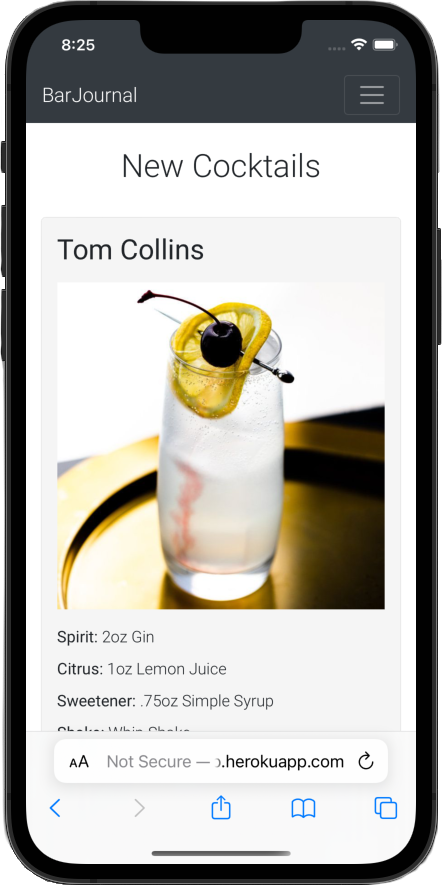 8:25
BarJournal
New Cocktails
Tom Collins
Spirit: 2oz Gin
Citrus: 1oz Lemon Juice
Sweetener: .75oz Simple Syrup
Shake: Whip Shake
AA Not Secure — .herokuapp.com